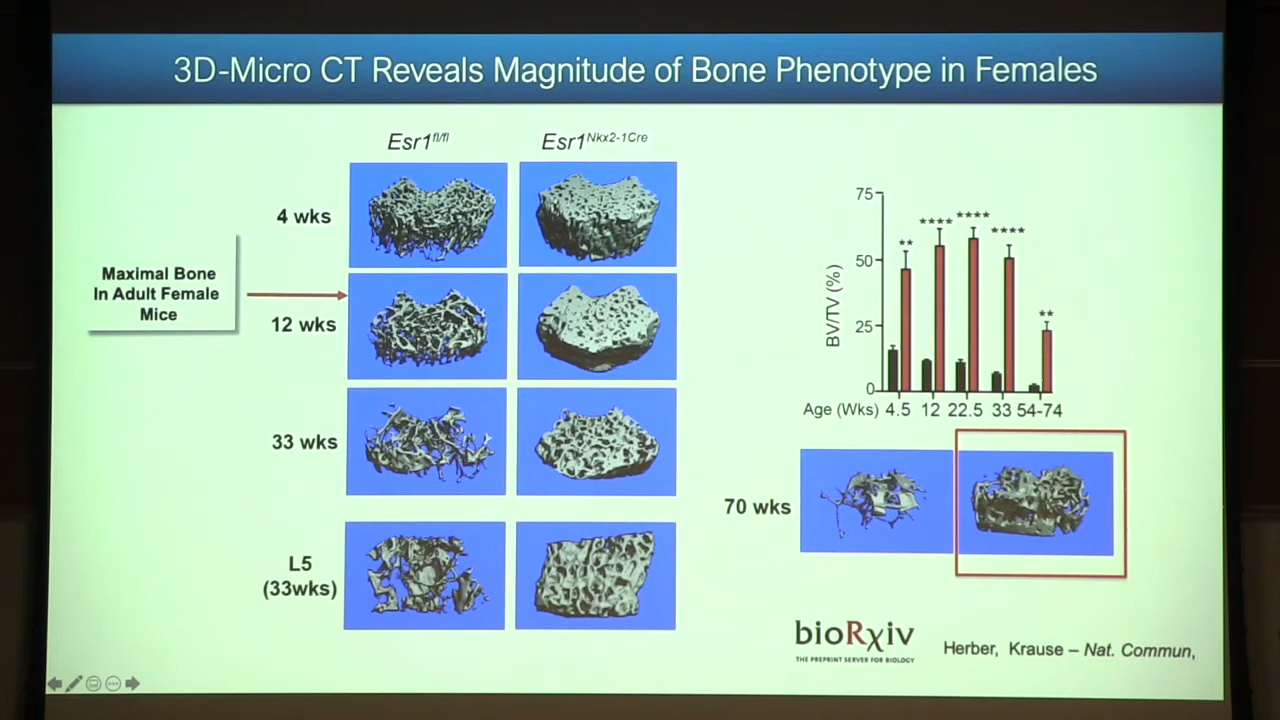 3D-Micro CT Reveals Magnitude of Bone Phenotype in Females
Esr1fl/fl
Esr1Nkx2-1Cre
4 wks
Maximal Bone
In Adult Female
Mice
12 wks
33 wks
L5
(33wks)
75
50
25
0
BV/TV (%)
**
****
****
****
**
Age (Wks) 4.5 12 22.5 33 54-74
70 wks
bioRxiv
THE PREPRINT SERVER FOR BIOLOGY
Herber, Krause – Nat. Commun,